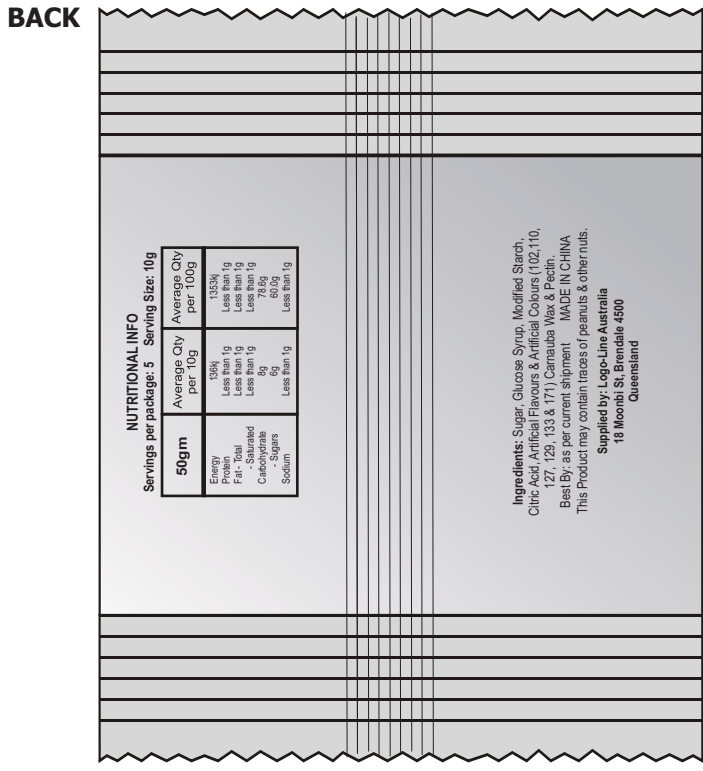 BACK
NUTRITIONAL INFO
Servings per package: 5 Serving Size: 10g
50gm Average Qty per 10g Average Qty per 100g
Energy 136kj 1353kj
Protein Less than 1g Less than 1g
Fat - Total Less than 1g Less than 1g
- Saturated Less than 1g Less than 1g
Carbohydrate 8g 78.6g
- Sugars 6g 60.0g
Sodium Less than 1g Less than 1g
Ingredients: Sugar, Glucose Syrup, Modified Starch,
Citric Acid, Artificial Flavours & Artificial Colours (102,110,
127, 129, 133 & 171) Carnauba Wax & Pectin.
Best By: as per current shipment MADE IN CHINA
This Product may contain traces of peanuts & other nuts.
Supplied by: Logo-Line Australia
18 Moonbi St, Brendale 4500
Queensland